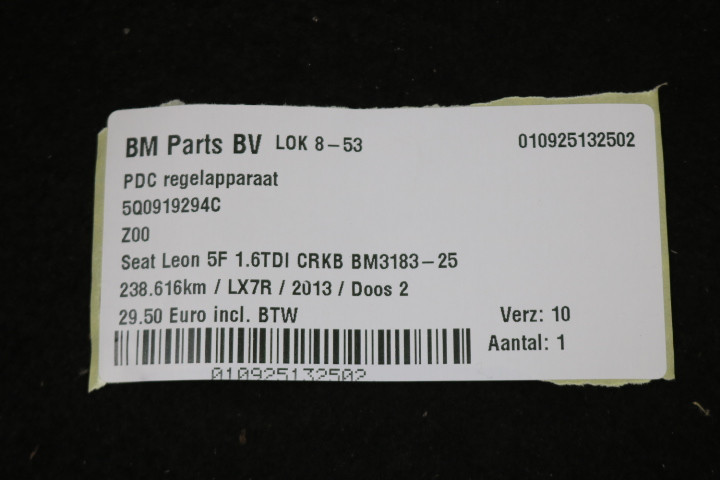 BM Parts BV LOK 8-53 010925132502
PDC regelapparaat
5Q0919294C
Z00
Seat Leon 5F 1.6TDI CRKB BM3183-25
238.616km / LX7R / 2013 / Doos 2
29.50 Euro incl. BTW Verz: 10
Aantal: 1
010925132502